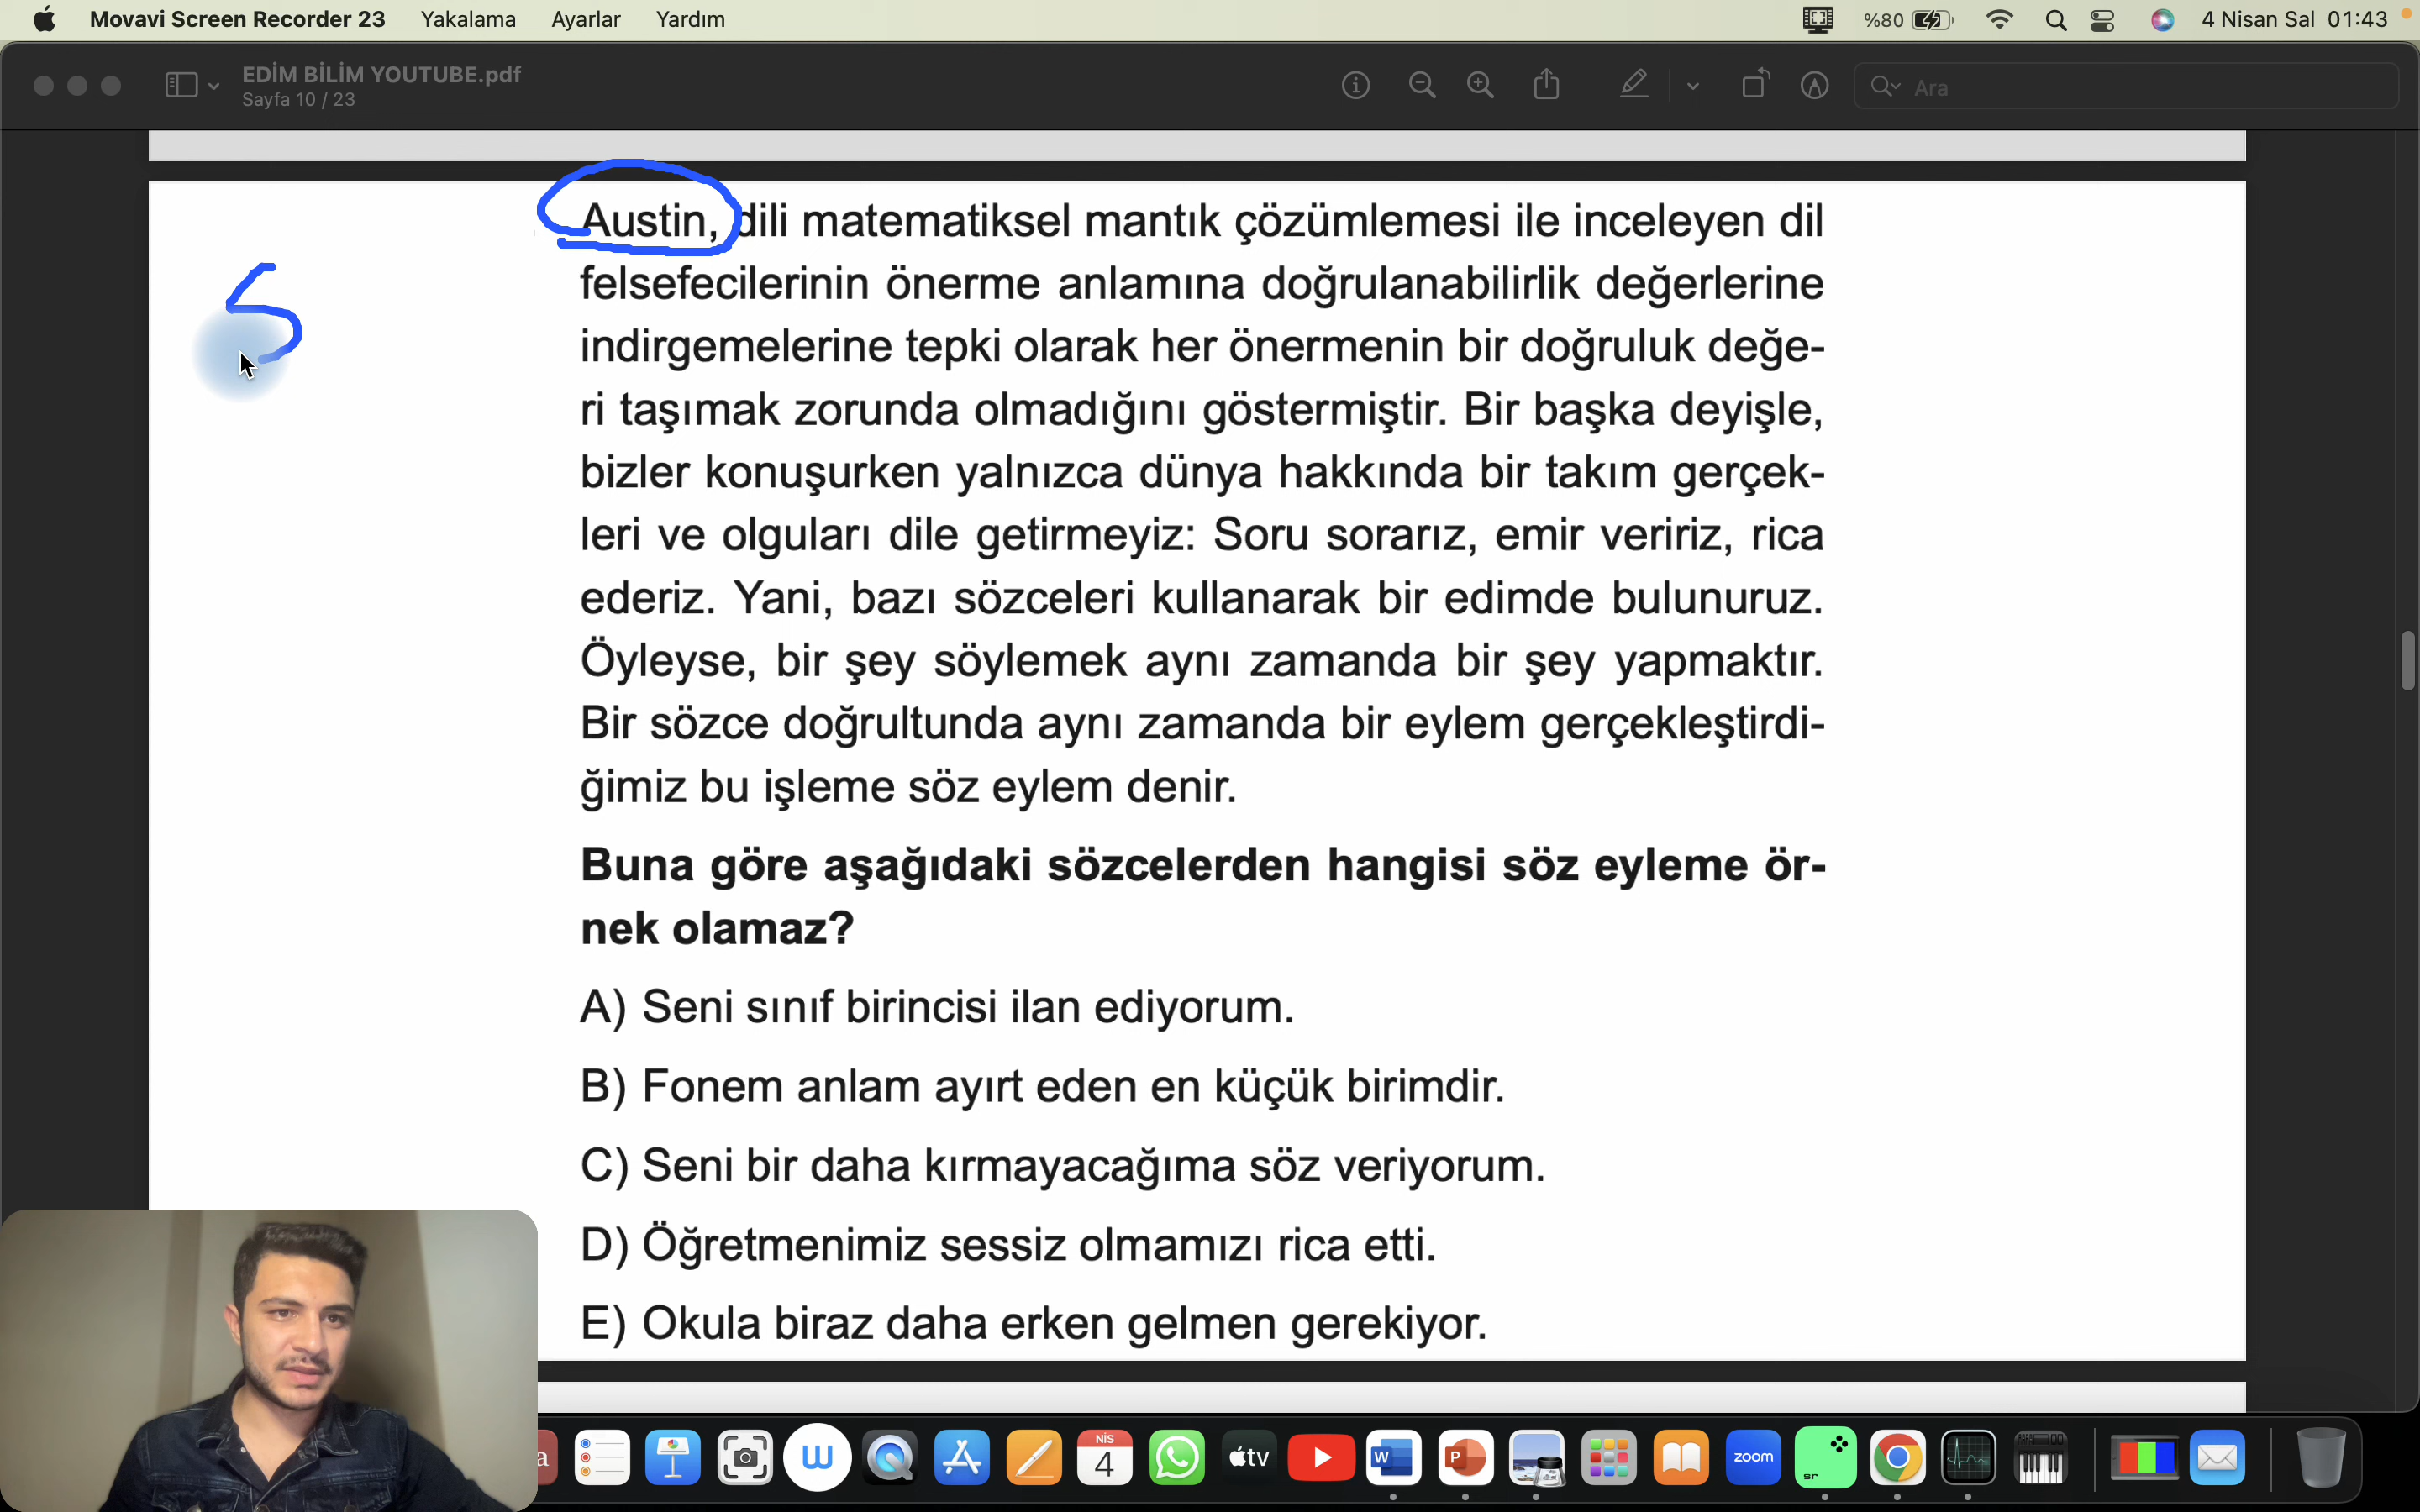 Movavi Screen Recorder 23 Yakalama Ayarlar Yardım %80 4 Nisan Sal 01:43
EDİM BİLİM YOUTUBE.pdf
Sayfa 10 / 23
Ara
Austin, dili matematiksel mantık çözümlemesi ile inceleyen dil
felsefecilerinin önerme anlamına doğrulanabilirlik değerlerine
indirgemelerine tepki olarak her önermenin bir doğruluk değe-
ri taşımak zorunda olmadığını göstermiştir. Bir başka deyişle,
bizler konuşurken yalnızca dünya hakkında bir takım gerçek-
leri ve olguları dile getirmeyiz: Soru sorarız, emir veririz, rica
ederiz. Yani, bazı sözceleri kullanarak bir edimde bulunuruz.
Öyleyse, bir şey söylemek aynı zamanda bir şey yapmaktır.
Bir sözce doğrultunda aynı zamanda bir eylem gerçekleştirdi-
ğimiz bu işleme söz eylem denir.
Buna göre aşağıdaki sözcelerden hangisi söz eyleme ör-
nek olamaz?
A) Seni sınıf birincisi ilan ediyorum.
B) Fonem anlam ayırt eden en küçük birimdir.
C) Seni bir daha kırmayacağıma söz veriyorum.
D) Öğretmenimiz sessiz olmamızı rica etti.
E) Okula biraz daha erken gelmen gerekiyor.
a W NİS 4 tv W P zoom sr